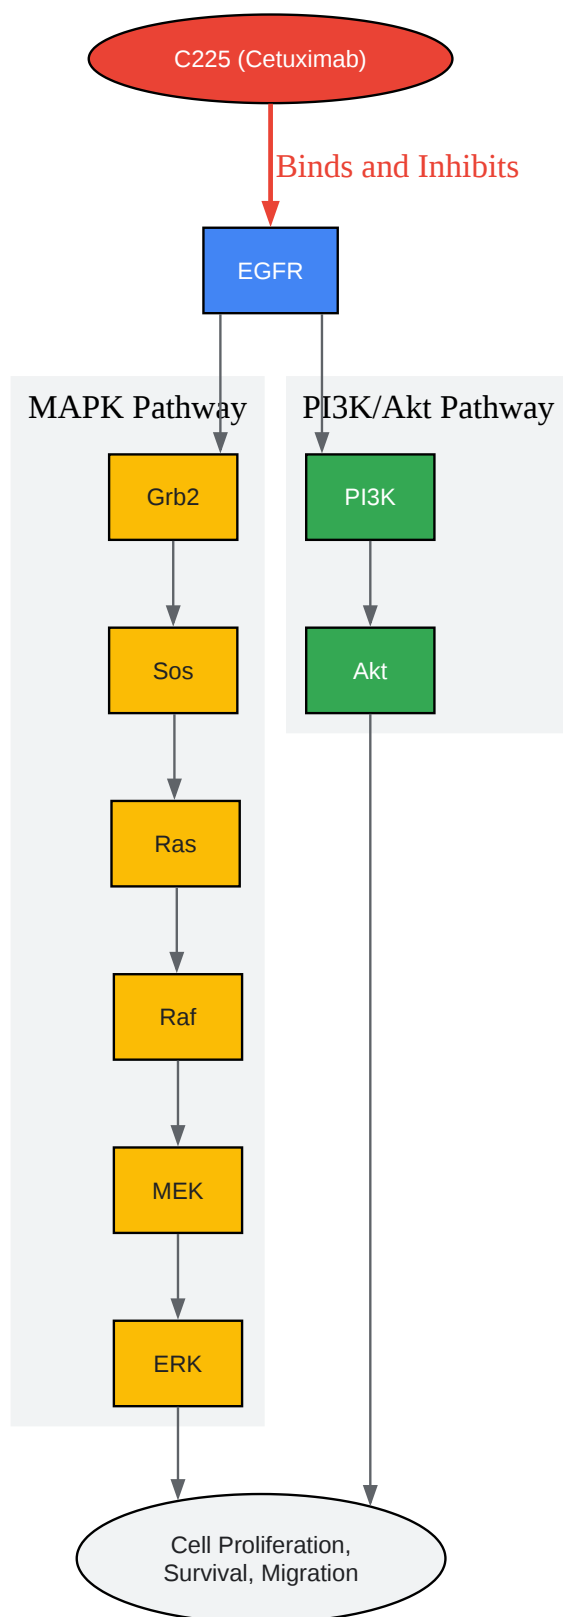 C225 (Cetuximab)
Binds and Inhibits
EGFR
MAPK Pathway
PI3K/Akt Pathway
Grb2
PI3K
Sos
Akt
Ras
Raf
MEK
ERK
Cell Proliferation,
Survival, Migration